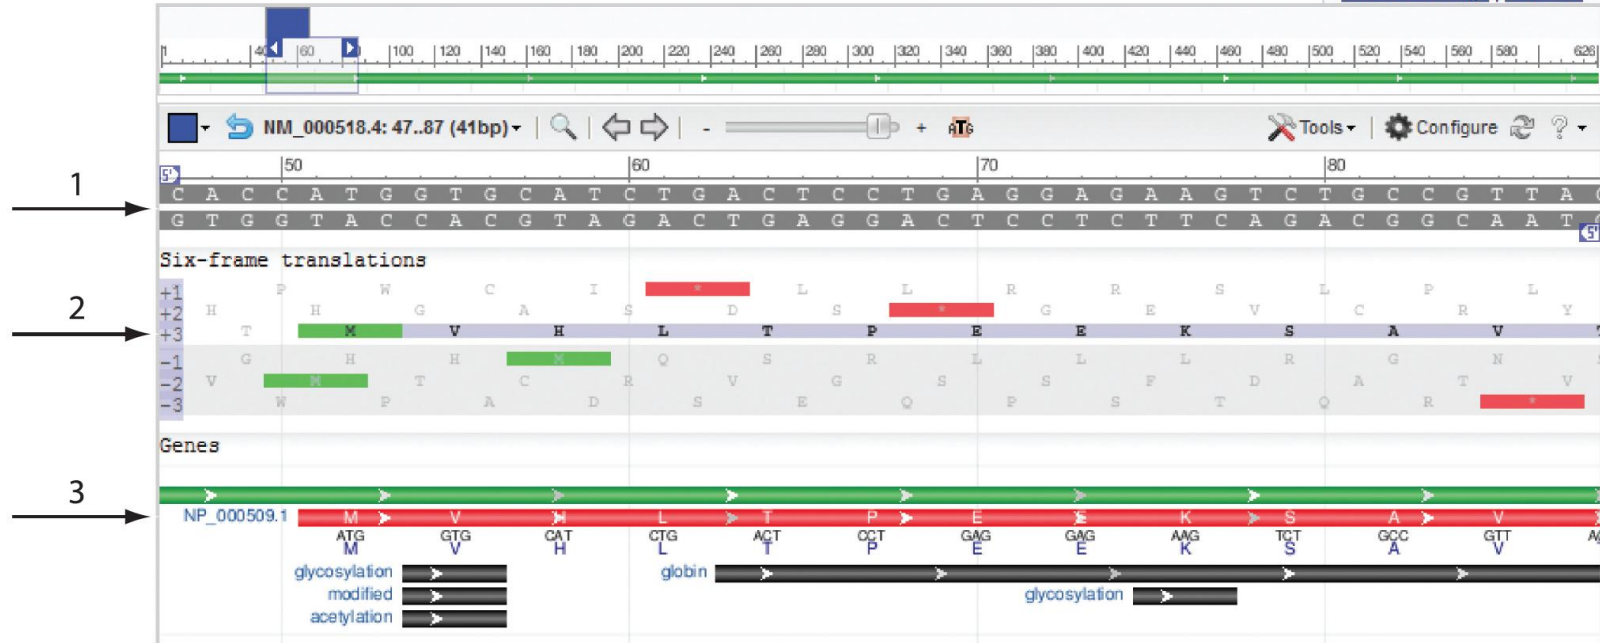 1 40 60 80 100 120 140 160 180 200 220 240 260 280 300 320 340 360 380 400 420 440 460 480 500 520 540 560 580 626
NM_000518.4: 47..87 (41bp) - + ATG Tools Configure ?
50 60 70 80
1
5'
C A C C A T G G T G C A T C T G A C T C C T G A G G A G A A G T C T G C C G T T A
G T G G T A C C A C G T A G A C T G A G G A C T C C T C T T C A G A C G G C A A T
5'
Six-frame translations
+1 P W C I * L L R R S L P L
2
+2 H H G A S D S * G E V C R Y
+3 T M V H L T P E E K S A V
-1 G H H M Q S R L L L R G N
-2 V M T C R V G S S F D A T V
-3 W P A D S E Q P S T Q R *
Genes
3
NP_000509.1 M V H L T P E E K S A V
ATG GTG CAT CTG ACT CCT GAG GAG AAG TCT GCC GTT
M V H L T P E E K S A V
glycosylation globin
modified glycosylation
acetylation